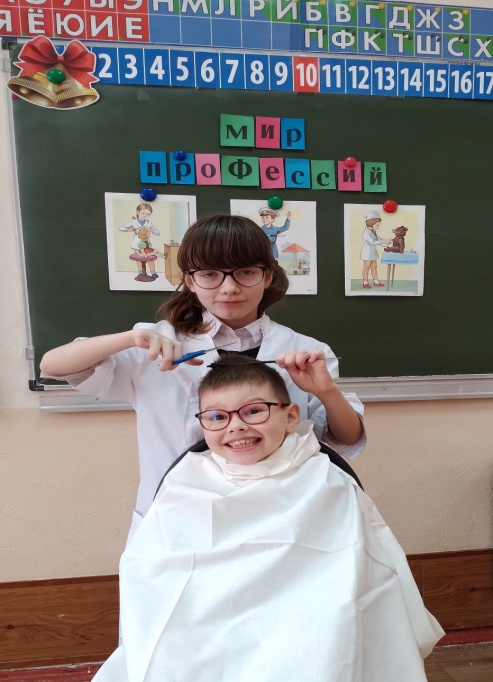 О У Ы Э Н М Л Р Й Б В Г Д Ж З
Я Ё Ю И Е П Ф К Т Ш С Х
2 3 4 5 6 7 8 9 10 11 12 13 14 15 16 17
мир
профессий